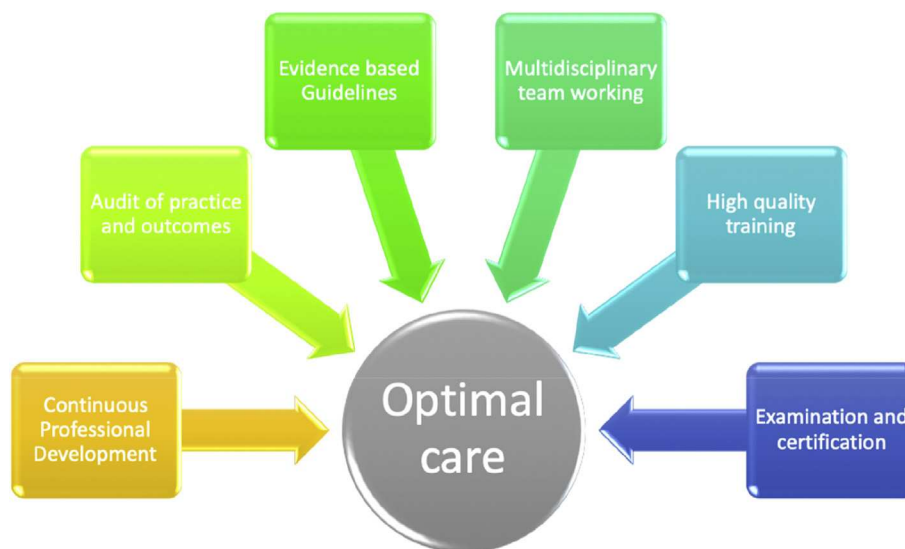 Evidence based
Guidelines
Multidisciplinary
team working
Audit of practice
and outcomes
High quality
training
Continuous
Professional
Development
Optimal
care
Examination and
certification